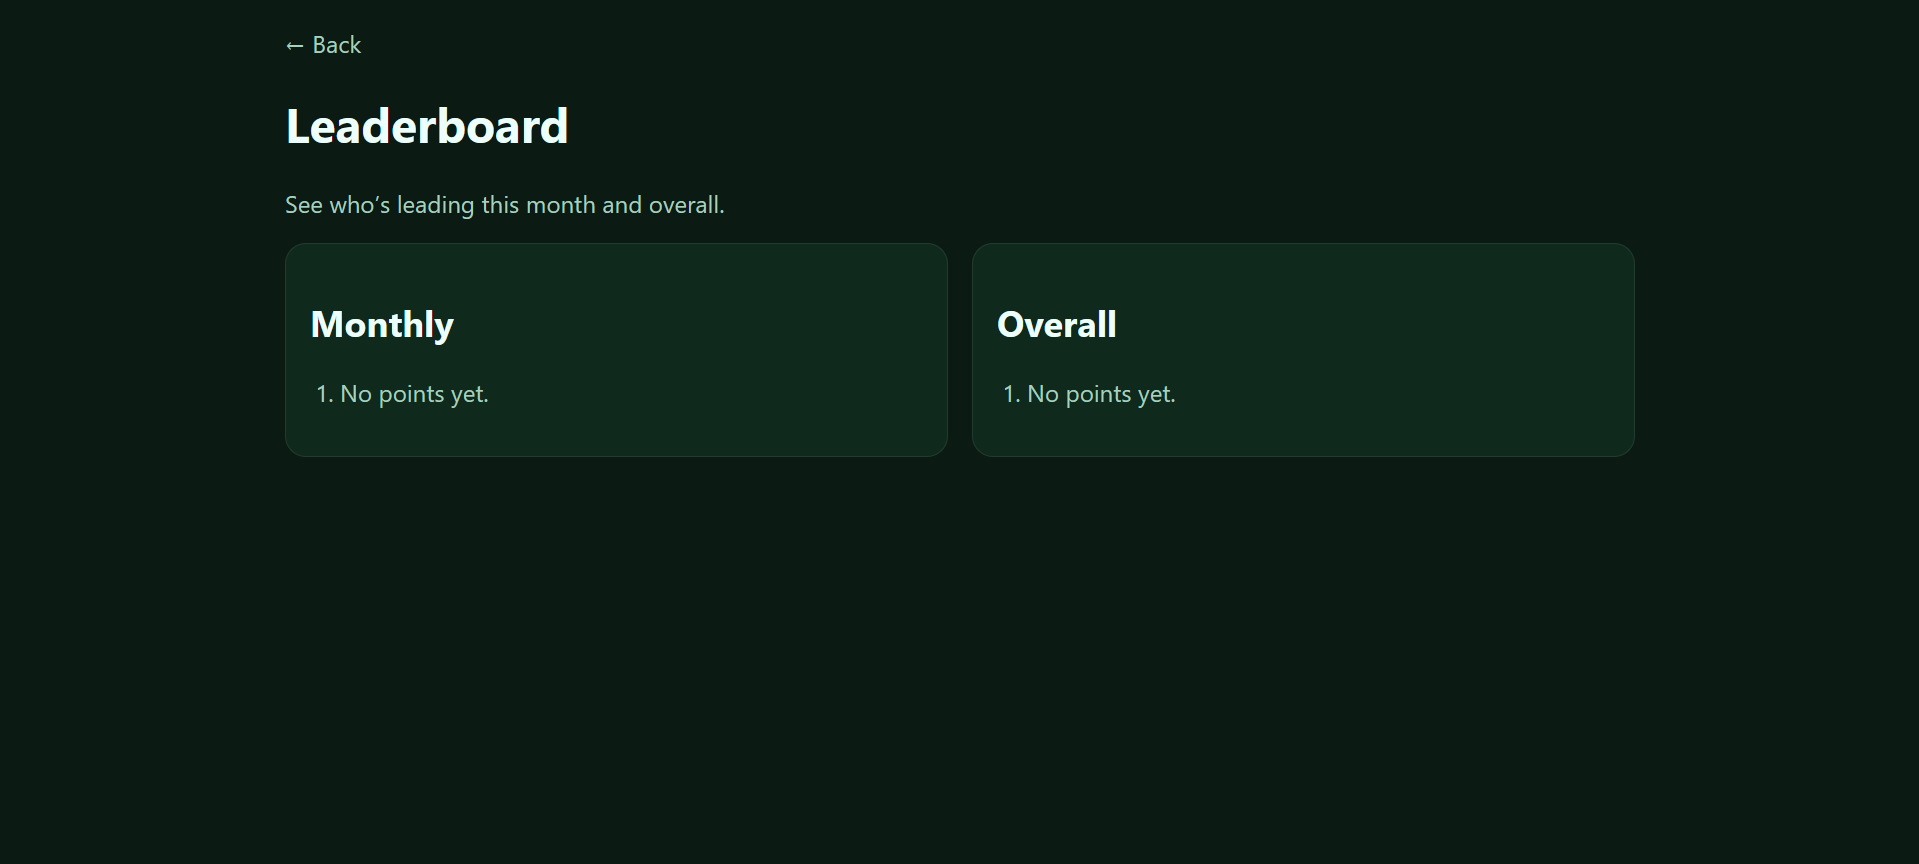 ← Back
Leaderboard
See who’s leading this month and overall.
Monthly
1. No points yet.
Overall
1. No points yet.